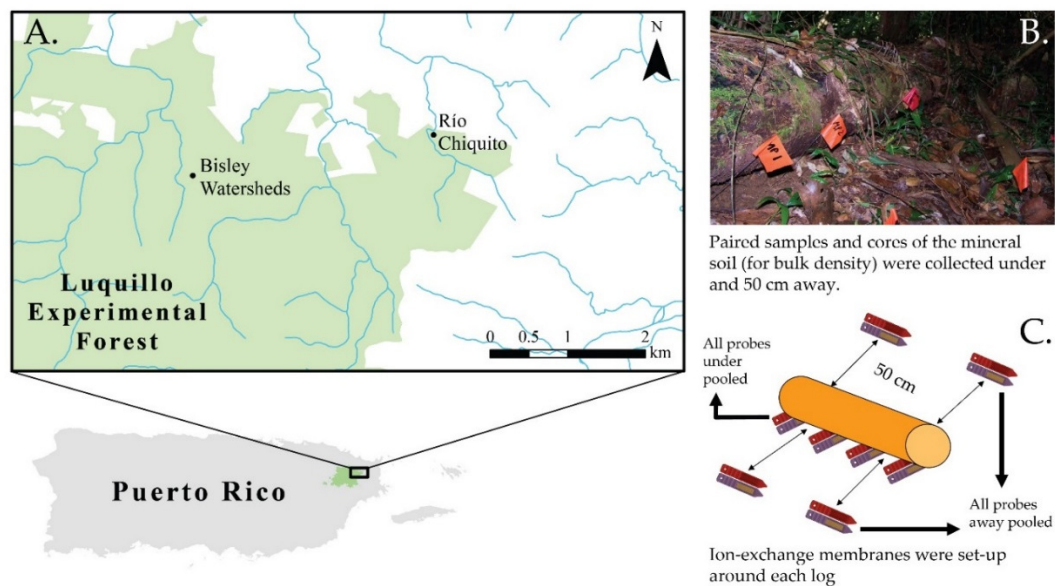 A.
N
Río
Chiquito
Bisley
Watersheds
Luquillo
Experimental
Forest
0 0.5 1 2
km
Puerto Rico
B.
Paired samples and cores of the mineral
soil (for bulk density) were collected under
and 50 cm away.
C.
All probes
under
pooled
50 cm
All probes
away pooled
Ion-exchange membranes were set-up
around each log